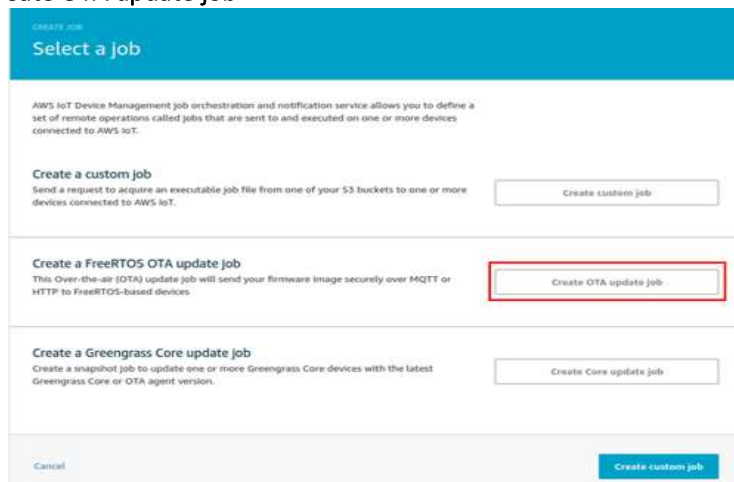 eate OTA update job
CREATE JOB
Select a job
AWS IoT Device Management job orchestration and notification service allows you to define a
set of remote operations called jobs that are sent to and executed on one or more devices
connected to AWS IoT.
Create a custom job
Send a request to acquire an executable job file from one of your S3 buckets to one or more
devices connected to AWS IoT.
Create custom job
Create a FreeRTOS OTA update job
This Over-the-air (OTA) update job will send your firmware image securely over MQTT or
HTTP to FreeRTOS-based devices
Create OTA update job
Create a Greengrass Core update job
Create a snapshot job to update one or more Greengrass Core devices with the latest
Greengrass Core or OTA agent version.
Create Core update job
Cancel
Create custom job